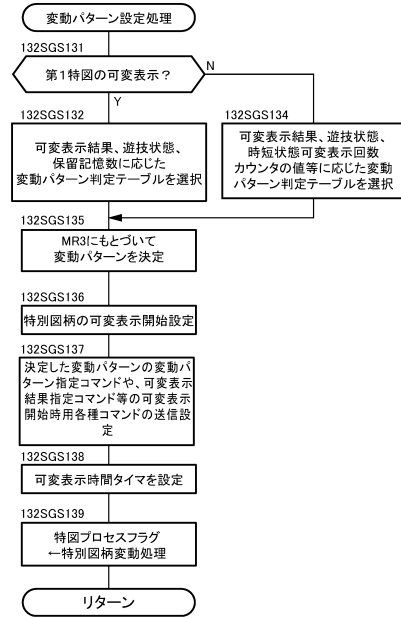 変動パターン設定処理
132SGS131
第1特図の可変表示？
N
Y
132SGS132
可変表示結果、遊技状態、
保留記憶数に応じた
変動パターン判定テーブルを選択
132SGS134
可変表示結果、遊技状態、
時短状態可変表示回数
カウンタの値等に応じた変動
パターン判定テーブルを選択
132SGS135
MR3にもとづいて
変動パターンを決定
132SGS136
特別図柄の可変表示開始設定
132SGS137
決定した変動パターンの変動パ
ターン指定コマンドや、可変表示
結果指定コマンド等の可変表示
開始時用各種コマンドの送信設
定
132SGS138
可変表示時間タイマを設定
132SGS139
特図プロセスフラグ
←特別図柄変動処理
リターン